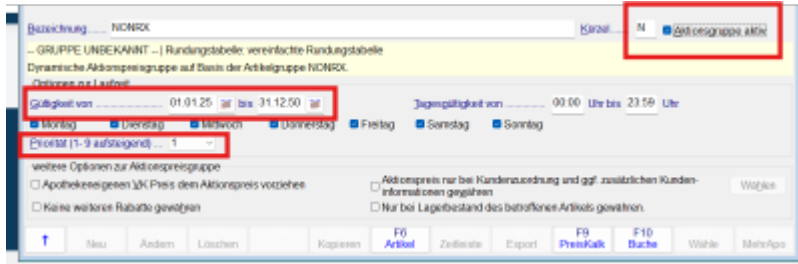 Bezeichnung ...... NONRX Kürzel ...... N Aktionsgruppe aktiv
-- GRUPPE UNBEKANNT -- | Rundungstabelle: vereinfachte Rundungstabelle
Dynamische Aktionspreisgruppe auf Basis der Artikelgruppe NONRX.
Optionen zur Laufzeit
Gültigkeit von ...................... 01.01.25 bis 31.12.50 Tagesgültigkeit von ............. 00:00 Uhr bis 23:59 Uhr
Montag Dienstag Mittwoch Donnerstag Freitag Samstag Sonntag
Priorität (1- 9 aufsteigend) .... 1
weitere Optionen zur Aktionspreisgruppe
Apothekeneigenen VK Preis dem Aktionspreis vorziehen
Aktionspreis nur bei Kundenzuordnung und ggf. zusätzlichen Kunden-
informationen gewähren
Wählen
Keine weiteren Rabatte gewähren
Nur bei Lagerbestand des betroffenen Artikels gewähren.
F6 F9 F10
Neu Ändern Löschen Kopieren Artikel Zeitleiste Export PreisKalk Suche Wähle MehrApo